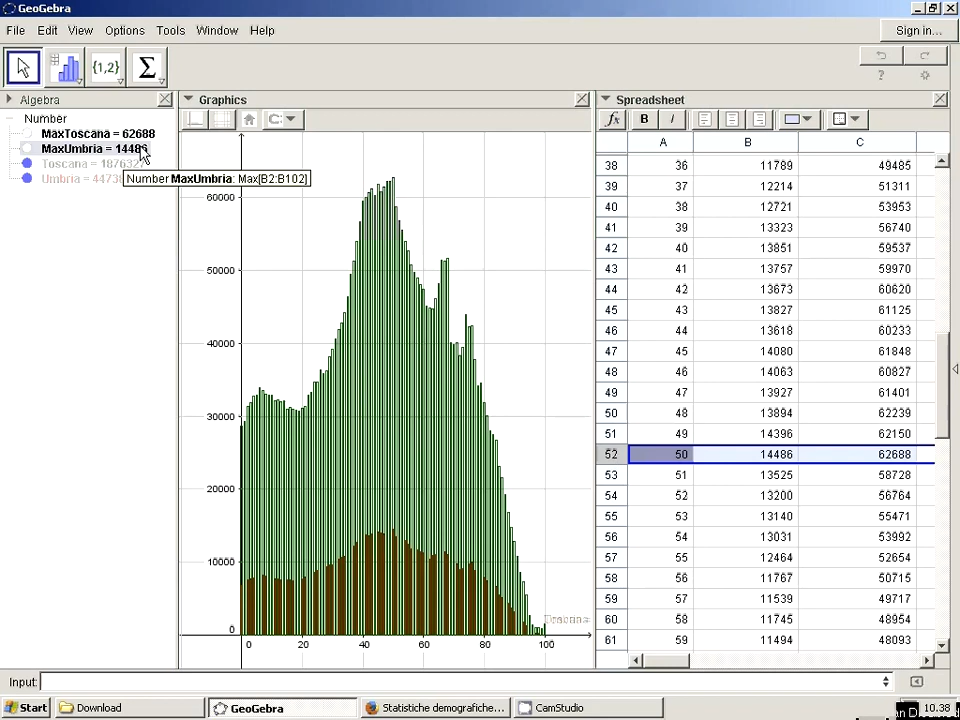 GeoGebra
File Edit View Options Tools Window Help
Sign in...
{1,2} Σ
?
Algebra
Graphics
Spreadsheet
Number
MaxToscana = 62688
MaxUmbria = 14486
Toscana = 187632
Umbria = 44738
Number MaxUmbria: Max[B2:B102]
fx B I
A B C
38 36 11789 49485
39 37 12214 51311
40 38 12721 53953
41 39 13323 56740
42 40 13851 59537
43 41 13757 59970
44 42 13673 60620
45 43 13827 61125
46 44 13618 60233
47 45 14080 61848
48 46 14063 60827
49 47 13927 61401
50 48 13894 62239
51 49 14396 62150
52 50 14486 62688
53 51 13525 58728
54 52 13200 56764
55 53 13140 55471
56 54 13031 53992
57 55 12464 52654
58 56 11767 50715
59 57 11539 49717
60 58 11745 48954
61 59 11494 48093
60000
50000
40000
30000
20000
10000
0
0 20 40 60 80 100
Input:
Start Download GeoGebra Statistiche demografiche... CamStudio 10.38